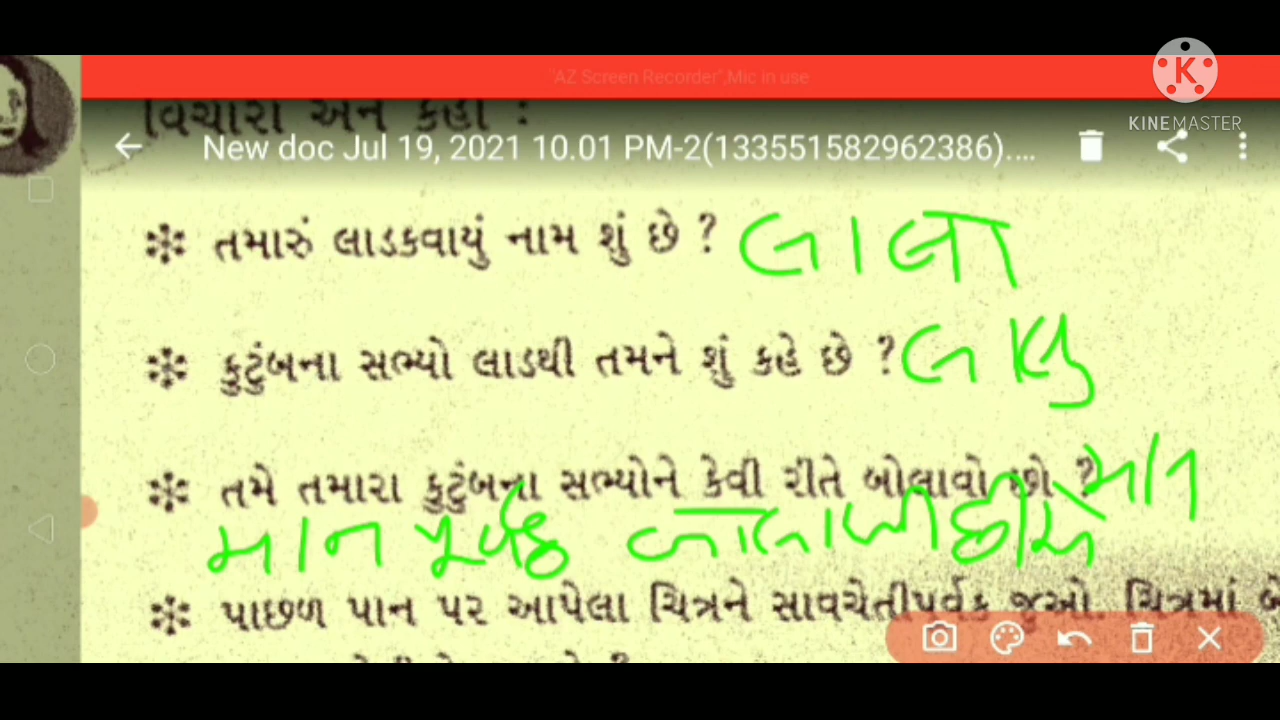 "AZ Screen Recorder",Mic in use
KINEMASTER
વિચારો અને કહો :
New doc Jul 19, 2021 10.01 PM-2(133551582962386)....
તમારું લાડકવાયું નામ શું છે ? લાલા
કુટુંબના સભ્યો લાડથી તમને શું કહે છે ?
તમે તમારા કુટુંબના સભ્યોને કેવી રીતે બોલાવો છો ? માન
માન પૂર્વક બોલાવીએ છીએ
પાછળ પાન પર આપેલા ચિત્રને સાવચેતીપૂર્વક જુઓ. ચિત્રમાં